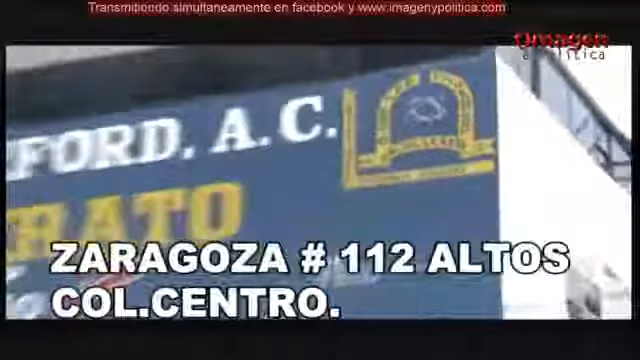 Transmitiendo simultaneamente en facebook y www.imagenypolitica.com
Imagen
política
FORD, A.C.
RATO
ZARAGOZA # 112 ALTOS
COL.CENTRO.